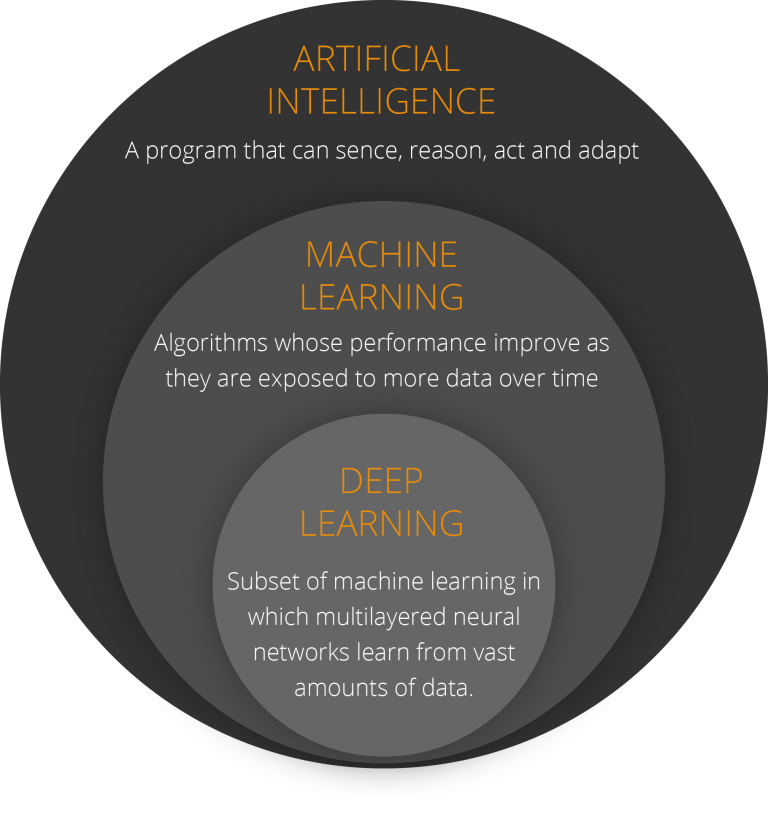 ARTIFICIAL
INTELLIGENCE
A program that can sence, reason, act and adapt
MACHINE
LEARNING
Algorithms whose performance improve as
they are exposed to more data over time
DEEP
LEARNING
Subset of machine learning in
which multilayered neural
networks learn from vast
amounts of data.